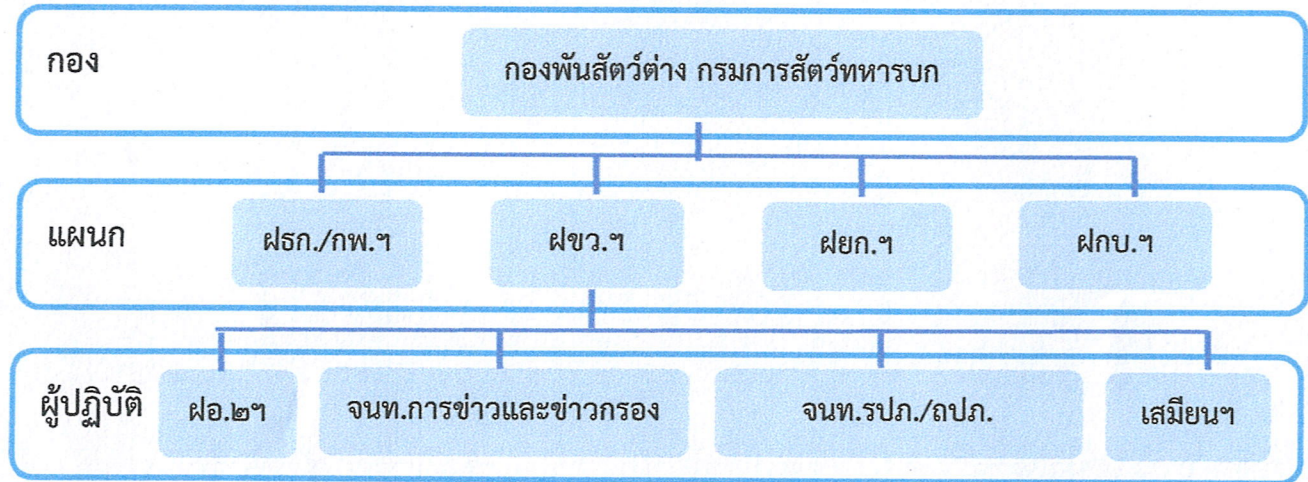 กอง
กองพันสัตว์ต่าง กรมการสัตว์ทหารบก
แผนก
ฝธก./กพ.ฯ
ฝขว.ฯ
ฝยก.ฯ
ฝกบ.ฯ
ผู้ปฏิบัติ
ฝอ.๒ฯ
จนท.การข่าวและข่าวกรอง
จนท.รปภ./ถปภ.
เสมียนฯ